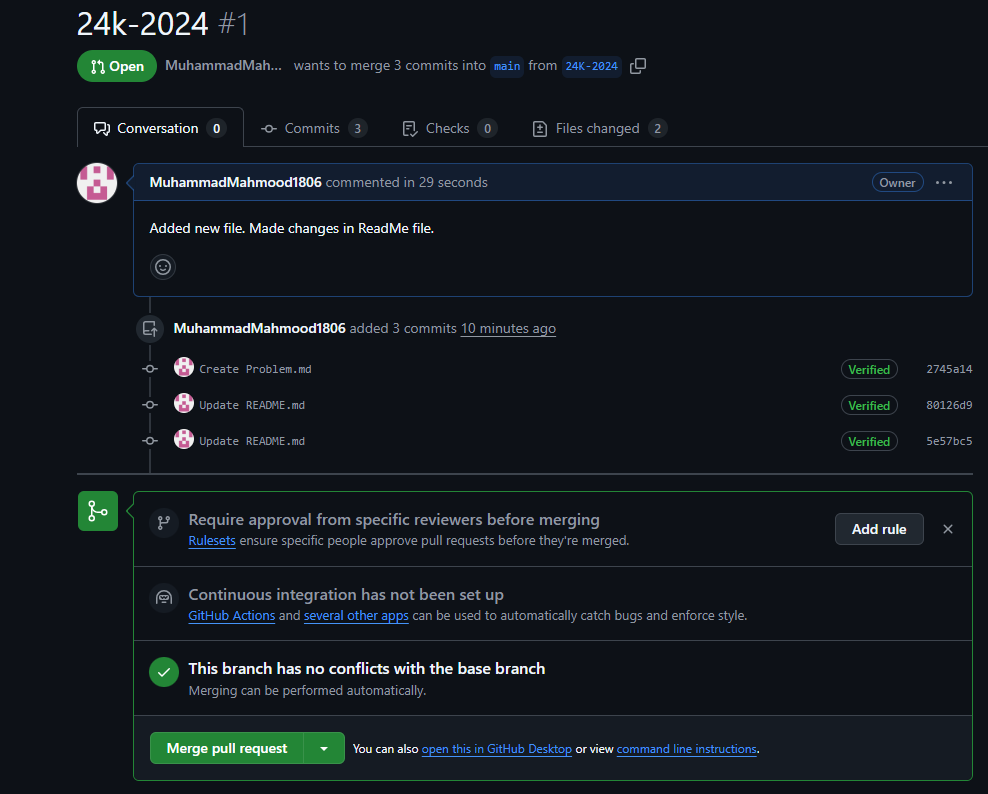 24k-2024 #1
Open MuhammadMah... wants to merge 3 commits into main from 24K-2024
Conversation 0 Commits 3 Checks 0 Files changed 2
MuhammadMahmood1806 commented in 29 seconds Owner ...
Added new file. Made changes in ReadMe file.
MuhammadMahmood1806 added 3 commits 10 minutes ago
Create Problem.md Verified 2745a14
Update README.md Verified 80126d9
Update README.md Verified 5e57bc5
Require approval from specific reviewers before merging
Rulesets ensure specific people approve pull requests before they're merged. Add rule
Continuous integration has not been set up
GitHub Actions and several other apps can be used to automatically catch bugs and enforce style.
This branch has no conflicts with the base branch
Merging can be performed automatically.
Merge pull request You can also open this in GitHub Desktop or view command line instructions.